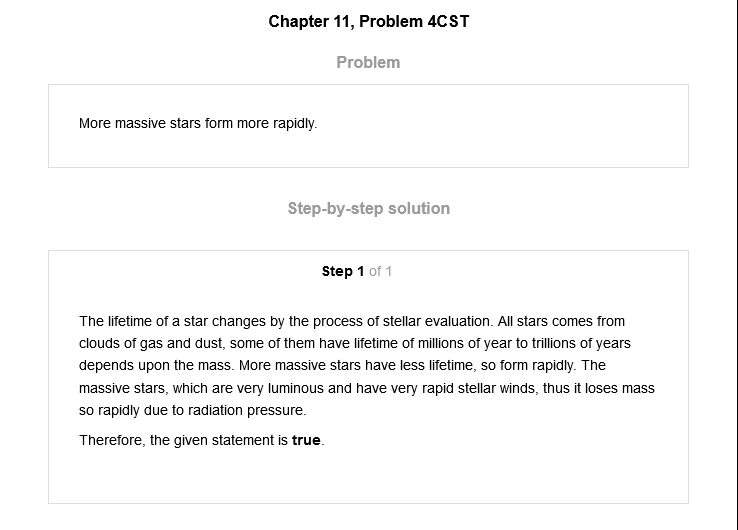 Chapter 11, Problem 4CST
Problem
More massive stars form more rapidly.
Step-by-step solution
Step 1 of 1
The lifetime of a star changes by the process of stellar evaluation. All stars comes from
clouds of gas and dust, some of them have lifetime of millions of year to trillions of years
depends upon the mass. More massive stars have less lifetime, so form rapidly. The
massive stars, which are very luminous and have very rapid stellar winds, thus it loses mass
so rapidly due to radiation pressure.
Therefore, the given statement is true.